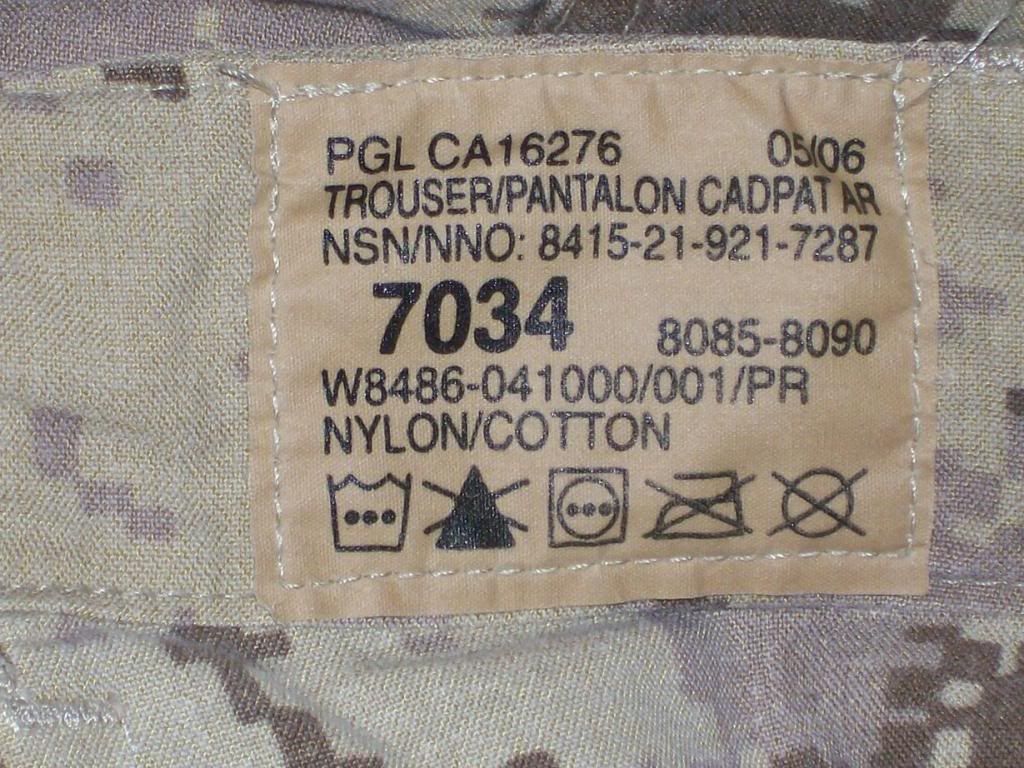 PGL CA16276 05/06
TROUSER/PANTALON CADPAT AR
NSN/NNO: 8415-21-921-7287
7034 8085-8090
W8486-041000/001/PR
NYLON/COTTON